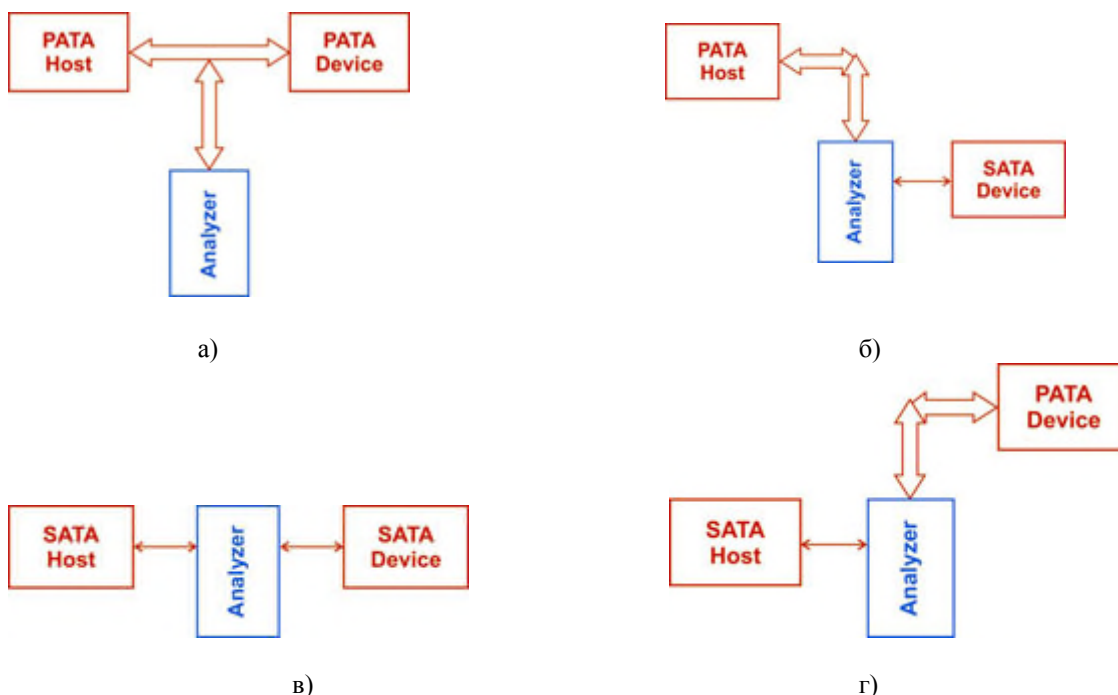 PATA
Host
PATA
Device
Analyzer
а)
PATA
Host
Analyzer
SATA
Device
б)
SATA
Host
Analyzer
SATA
Device
в)
PATA
Device
SATA
Host
Analyzer
г)